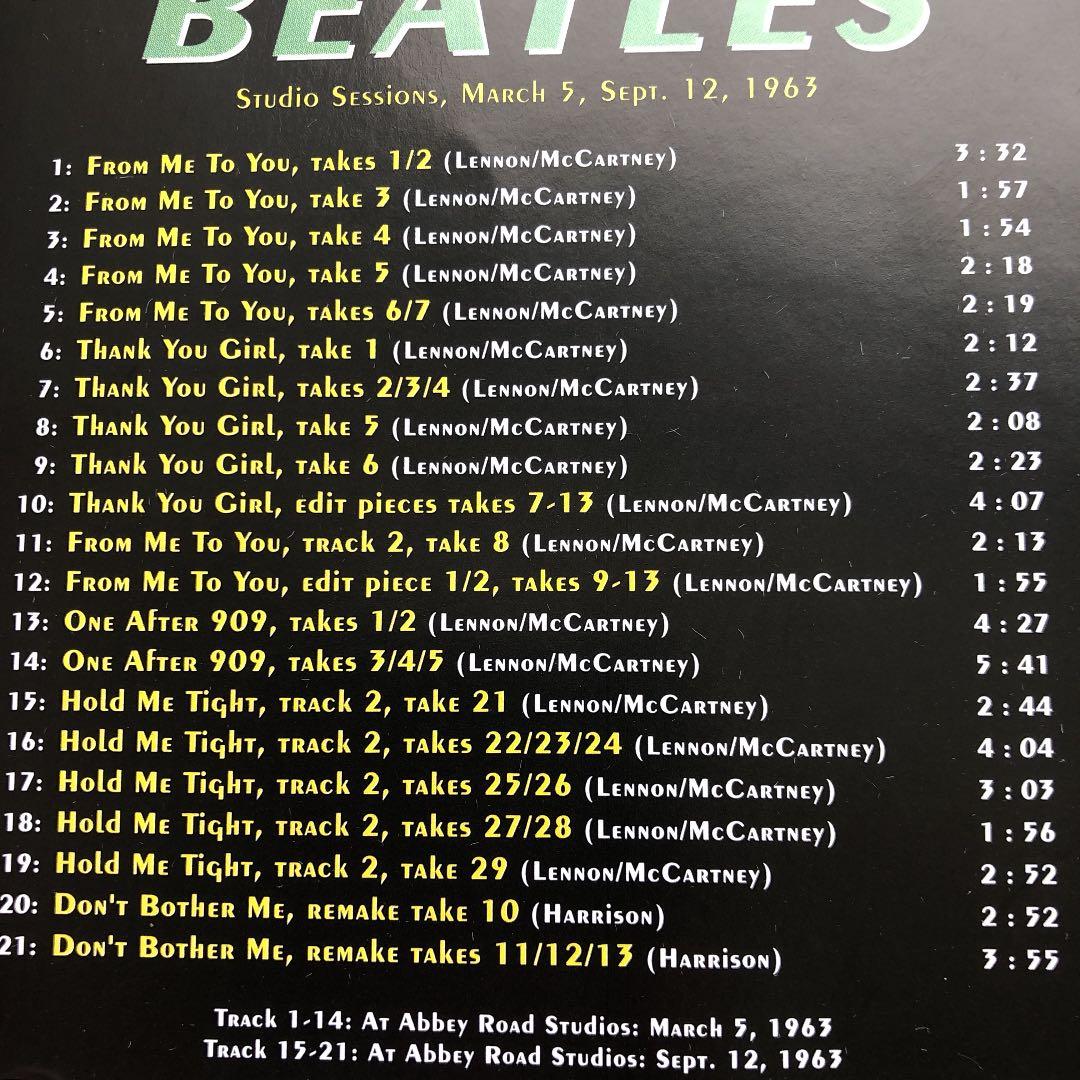 BEATLES
Studio Sessions, March 5, Sept. 12, 1963
1: From Me To You, takes 1/2 (Lennon/McCartney) 3:32
2: From Me To You, take 3 (Lennon/McCartney) 1:57
3: From Me To You, take 4 (Lennon/McCartney) 1:54
4: From Me To You, take 5 (Lennon/McCartney) 2:18
5: From Me To You, takes 6/7 (Lennon/McCartney) 2:19
6: Thank You Girl, take 1 (Lennon/McCartney) 2:12
7: Thank You Girl, takes 2/3/4 (Lennon/McCartney) 2:37
8: Thank You Girl, take 5 (Lennon/McCartney) 2:08
9: Thank You Girl, take 6 (Lennon/McCartney) 2:23
10: Thank You Girl, edit pieces takes 7-13 (Lennon/McCartney) 4:07
11: From Me To You, track 2, take 8 (Lennon/McCartney) 2:13
12: From Me To You, edit piece 1/2, takes 9-13 (Lennon/McCartney) 1:55
13: One After 909, takes 1/2 (Lennon/McCartney) 4:27
14: One After 909, takes 3/4/5 (Lennon/McCartney) 5:41
15: Hold Me Tight, track 2, take 21 (Lennon/McCartney) 2:44
16: Hold Me Tight, track 2, takes 22/23/24 (Lennon/McCartney) 4:04
17: Hold Me Tight, track 2, takes 25/26 (Lennon/McCartney) 3:03
18: Hold Me Tight, track 2, takes 27/28 (Lennon/McCartney) 1:56
19: Hold Me Tight, track 2, take 29 (Lennon/McCartney) 2:52
20: Don't Bother Me, remake take 10 (Harrison) 2:52
21: Don't Bother Me, remake takes 11/12/13 (Harrison) 3:55
Track 1-14: At Abbey Road Studios: March 5, 1963
Track 15-21: At Abbey Road Studios: Sept. 12, 1963